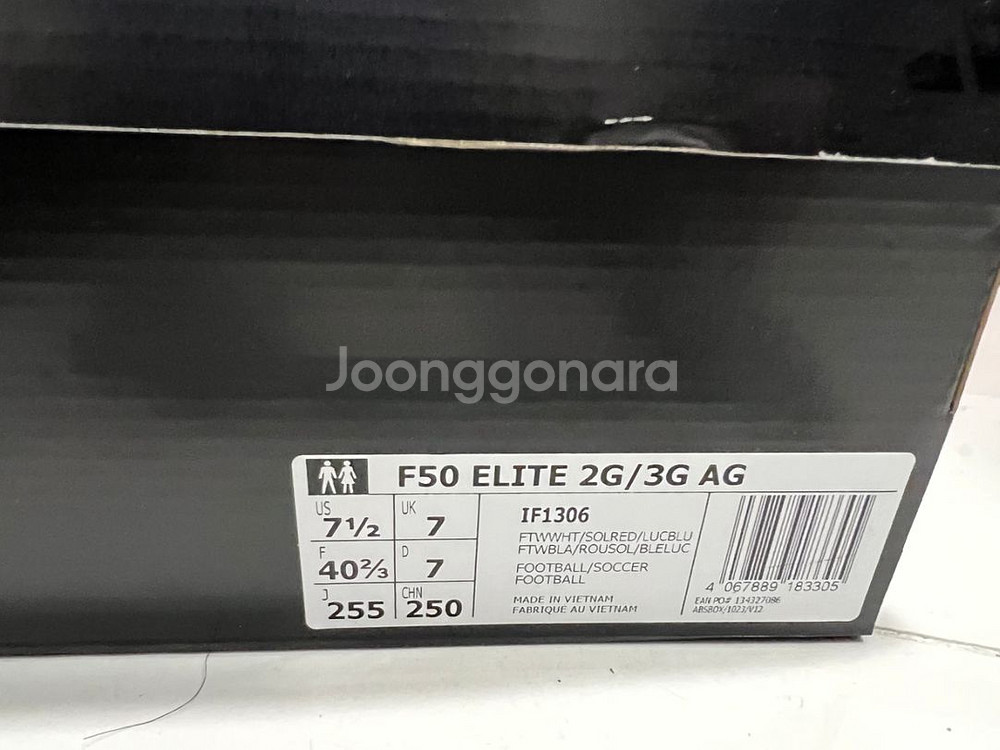 Joonggonara
F50 ELITE 2G/3G AG
US 7½ UK 7
F 40⅔ D 7
J 255 CHN 250
IF1306
FTWWHT/SOLRED/LUCBLU
FTWBLA/ROUSOL/BLELUC
FOOTBALL/SOCCER
FOOTBALL
MADE IN VIETNAM
FABRIQUÉ AU VIETNAM
4 067889 183305
EAN PO# 134327086
ABSBOX/1023/V12